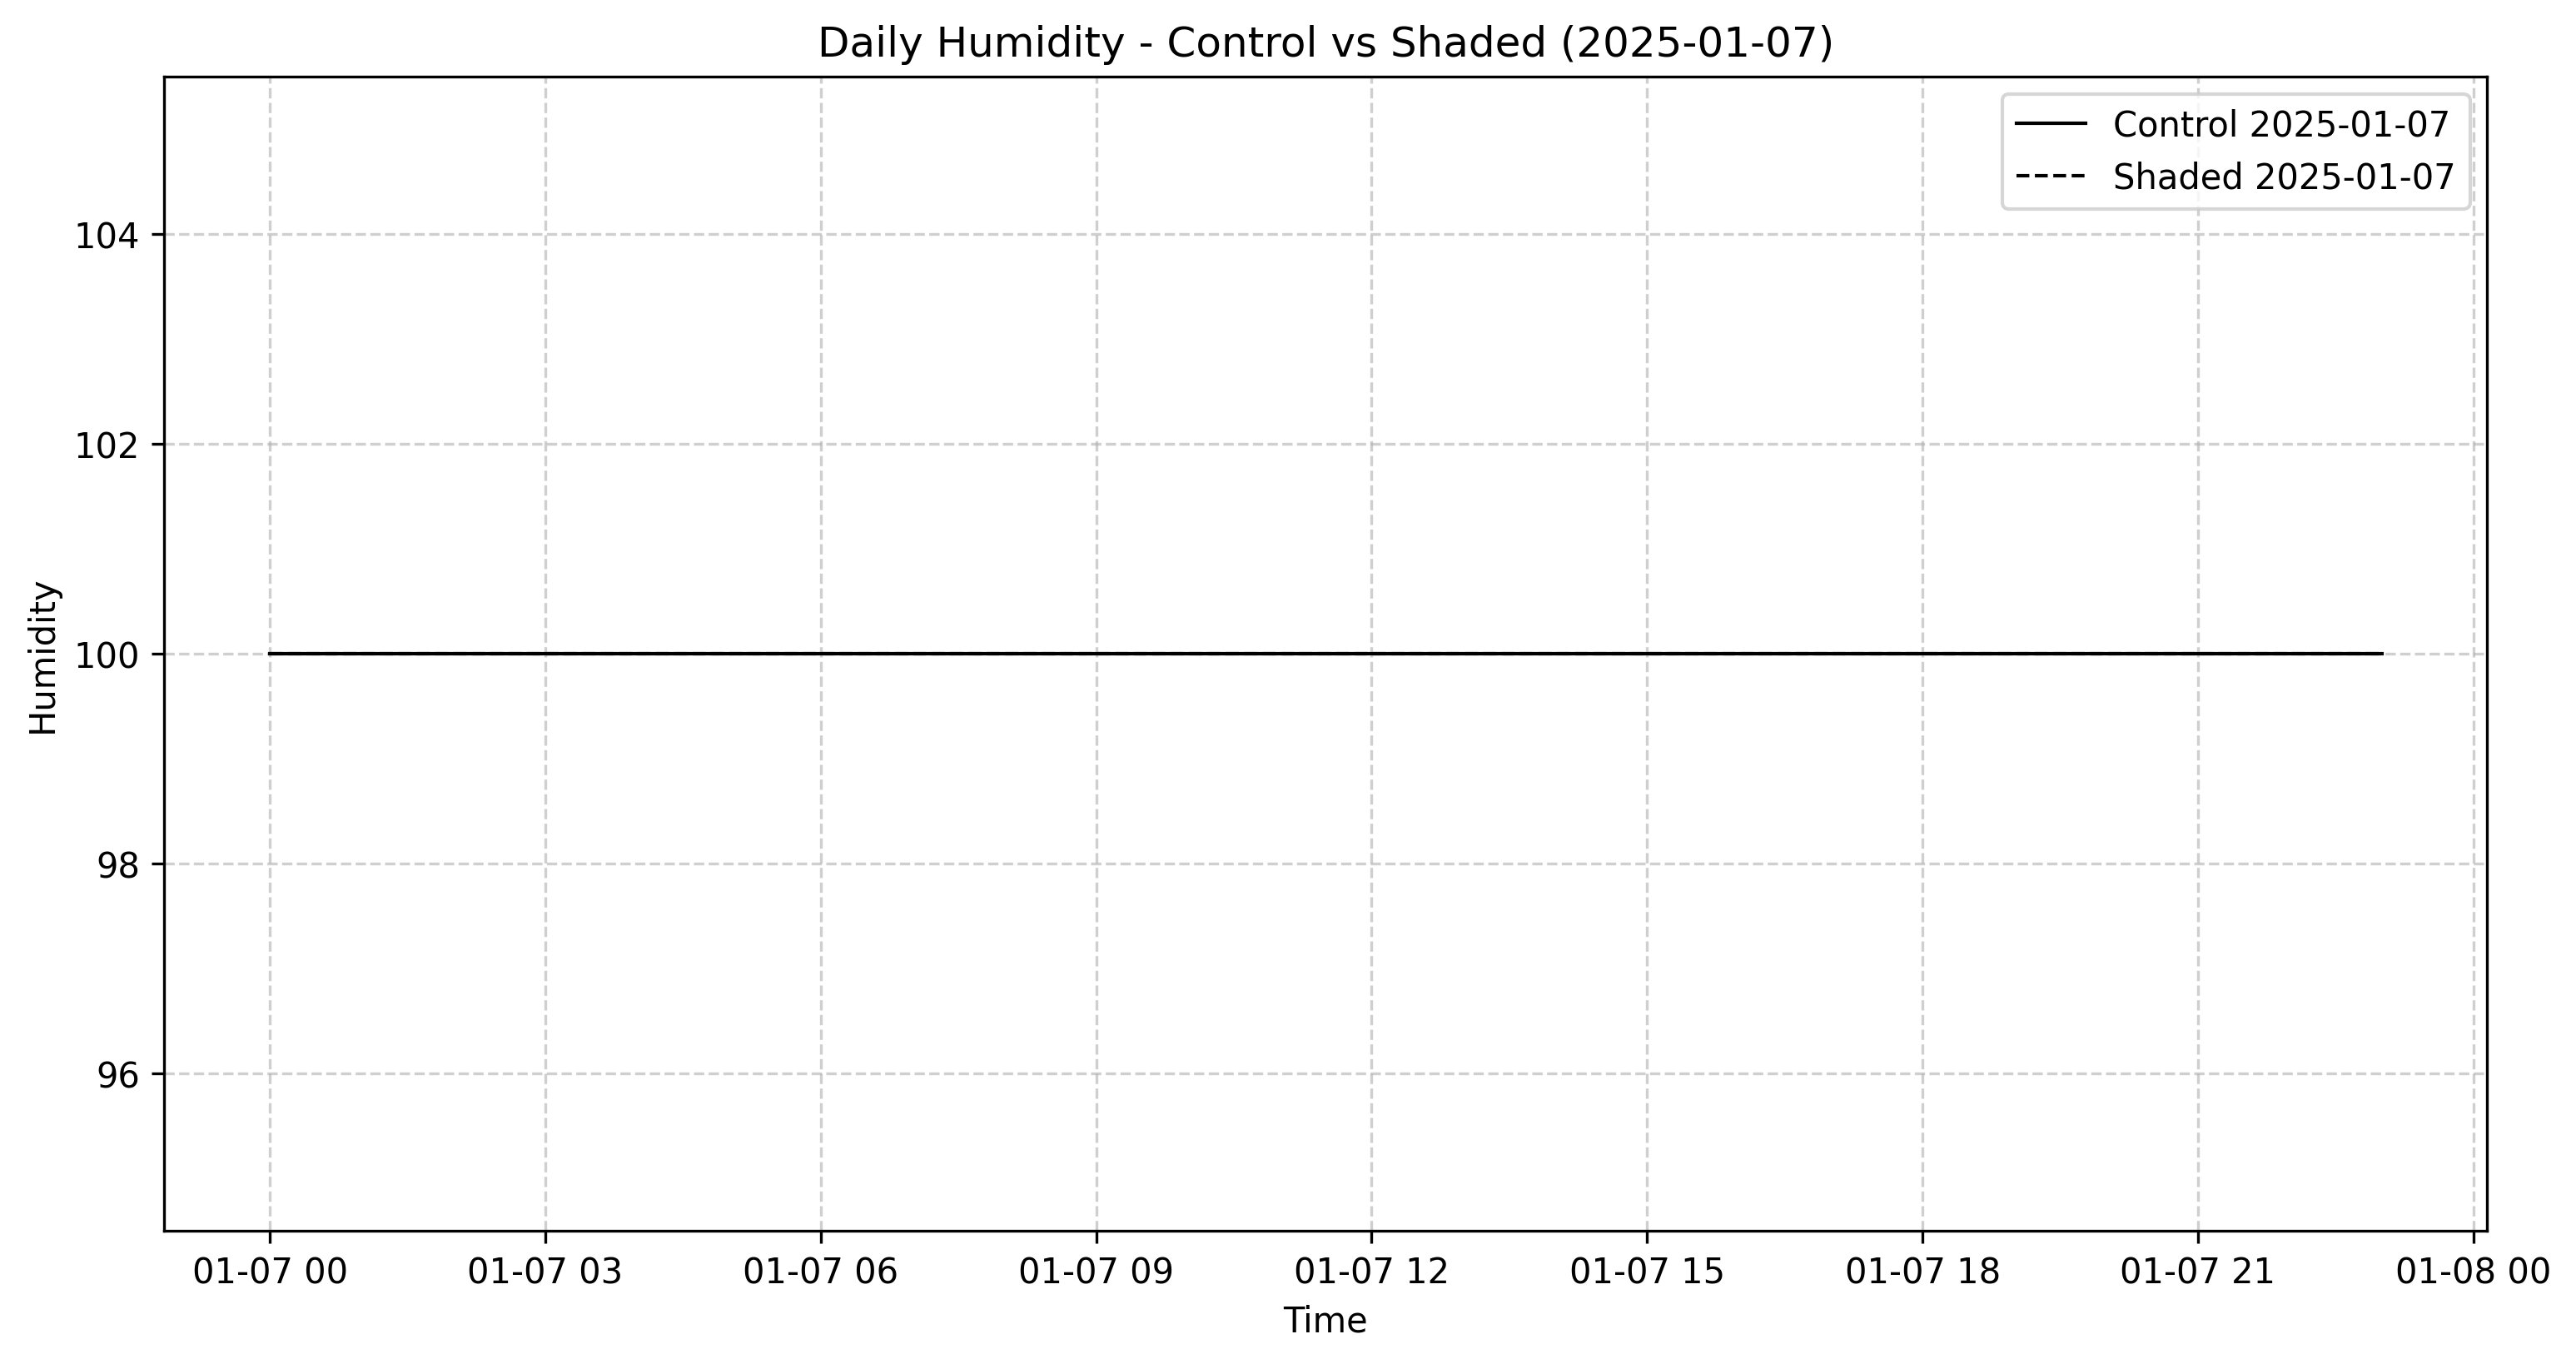 Daily Humidity - Control vs Shaded (2025-01-07)
Control 2025-01-07
Shaded 2025-01-07
104
102
100
98
96
Humidity
01-07 00 01-07 03 01-07 06 01-07 09 01-07 12 01-07 15 01-07 18 01-07 21 01-08 00
Time